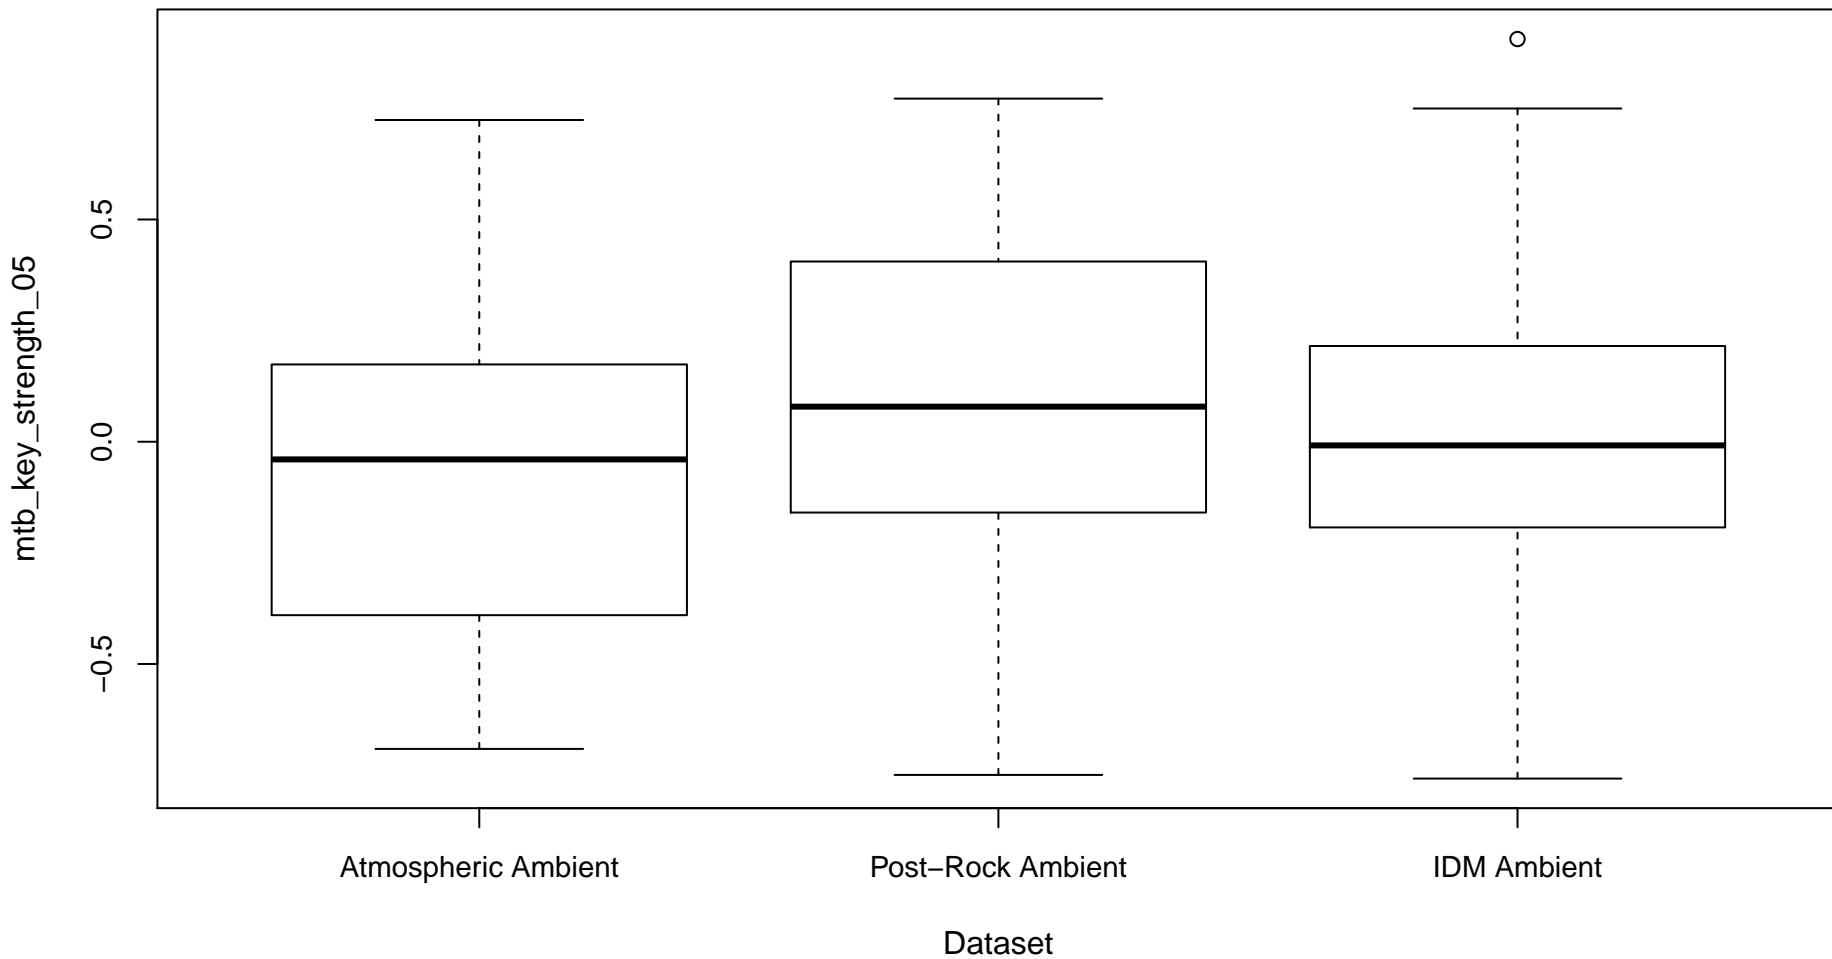 mtb_key_strength_05
0.5
0.0
−0.5
Atmospheric Ambient
Post−Rock Ambient
IDM Ambient
Dataset